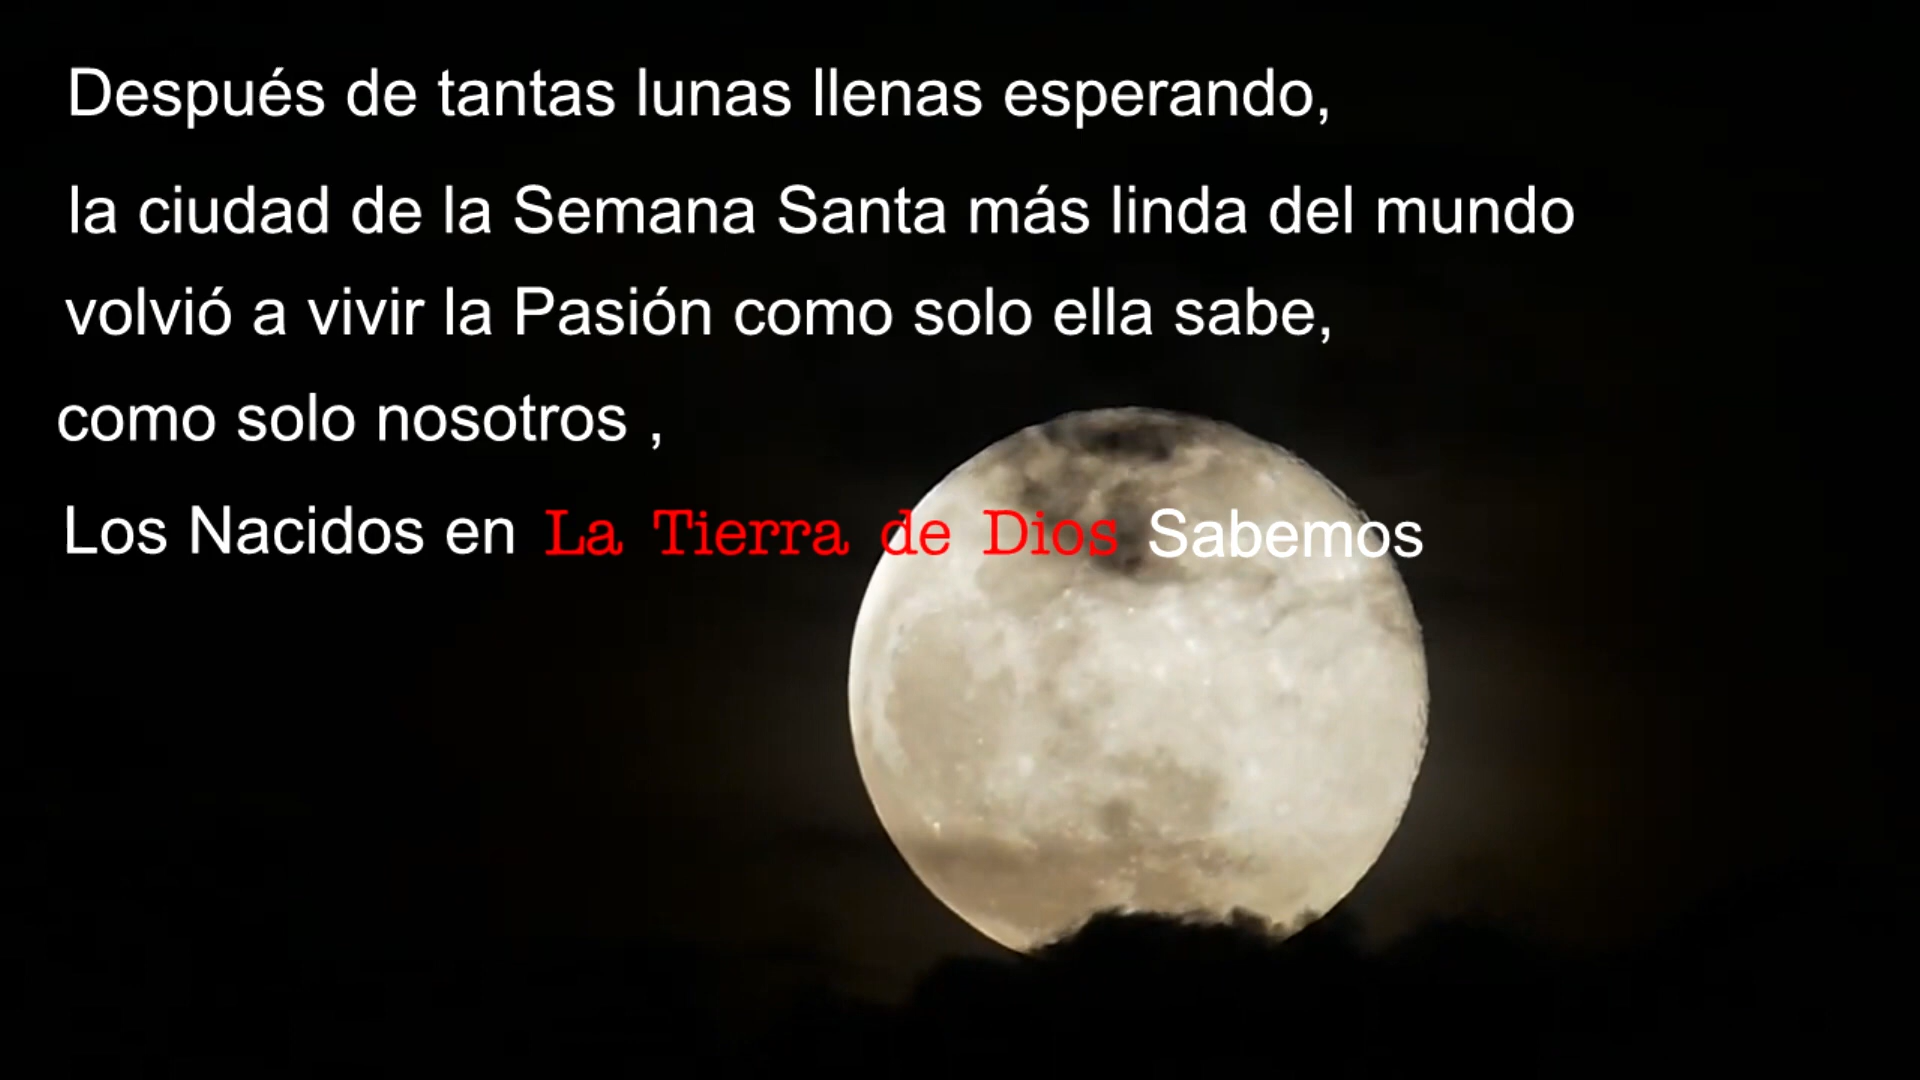 Después de tantas lunas llenas esperando,
la ciudad de la Semana Santa más linda del mundo
volvió a vivir la Pasión como solo ella sabe,
como solo nosotros ,
Los Nacidos en La Tierra de Dios Sabemos